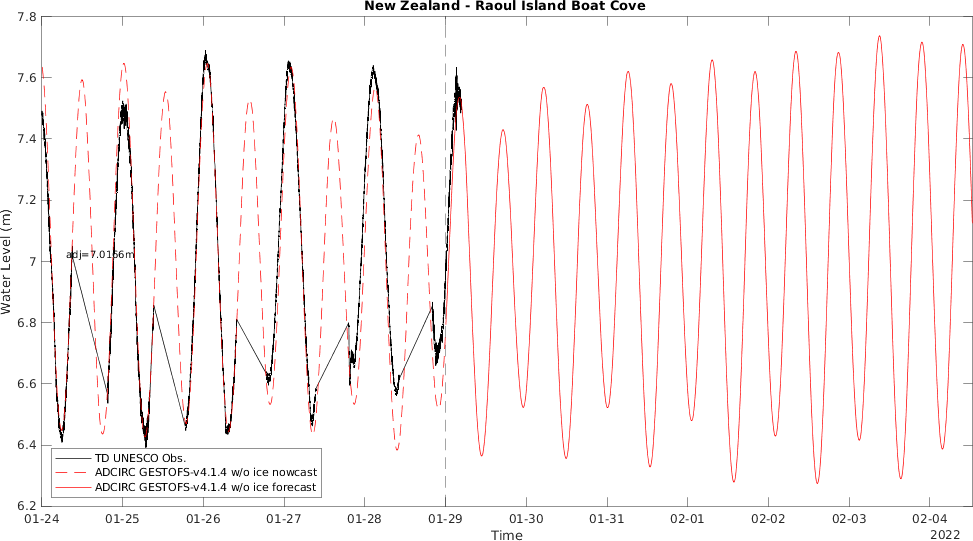 New Zealand - Raoul Island Boat Cove
Water Level (m)
7.8
7.6
7.4
7.2
7
6.8
6.6
6.4
6.2
adj=7.0156m
TD UNESCO Obs.
ADCIRC GESTOFS-v4.1.4 w/o ice nowcast
ADCIRC GESTOFS-v4.1.4 w/o ice forecast
01-24 01-25 01-26 01-27 01-28 01-29 01-30 01-31 02-01 02-02 02-03 02-04
Time
2022